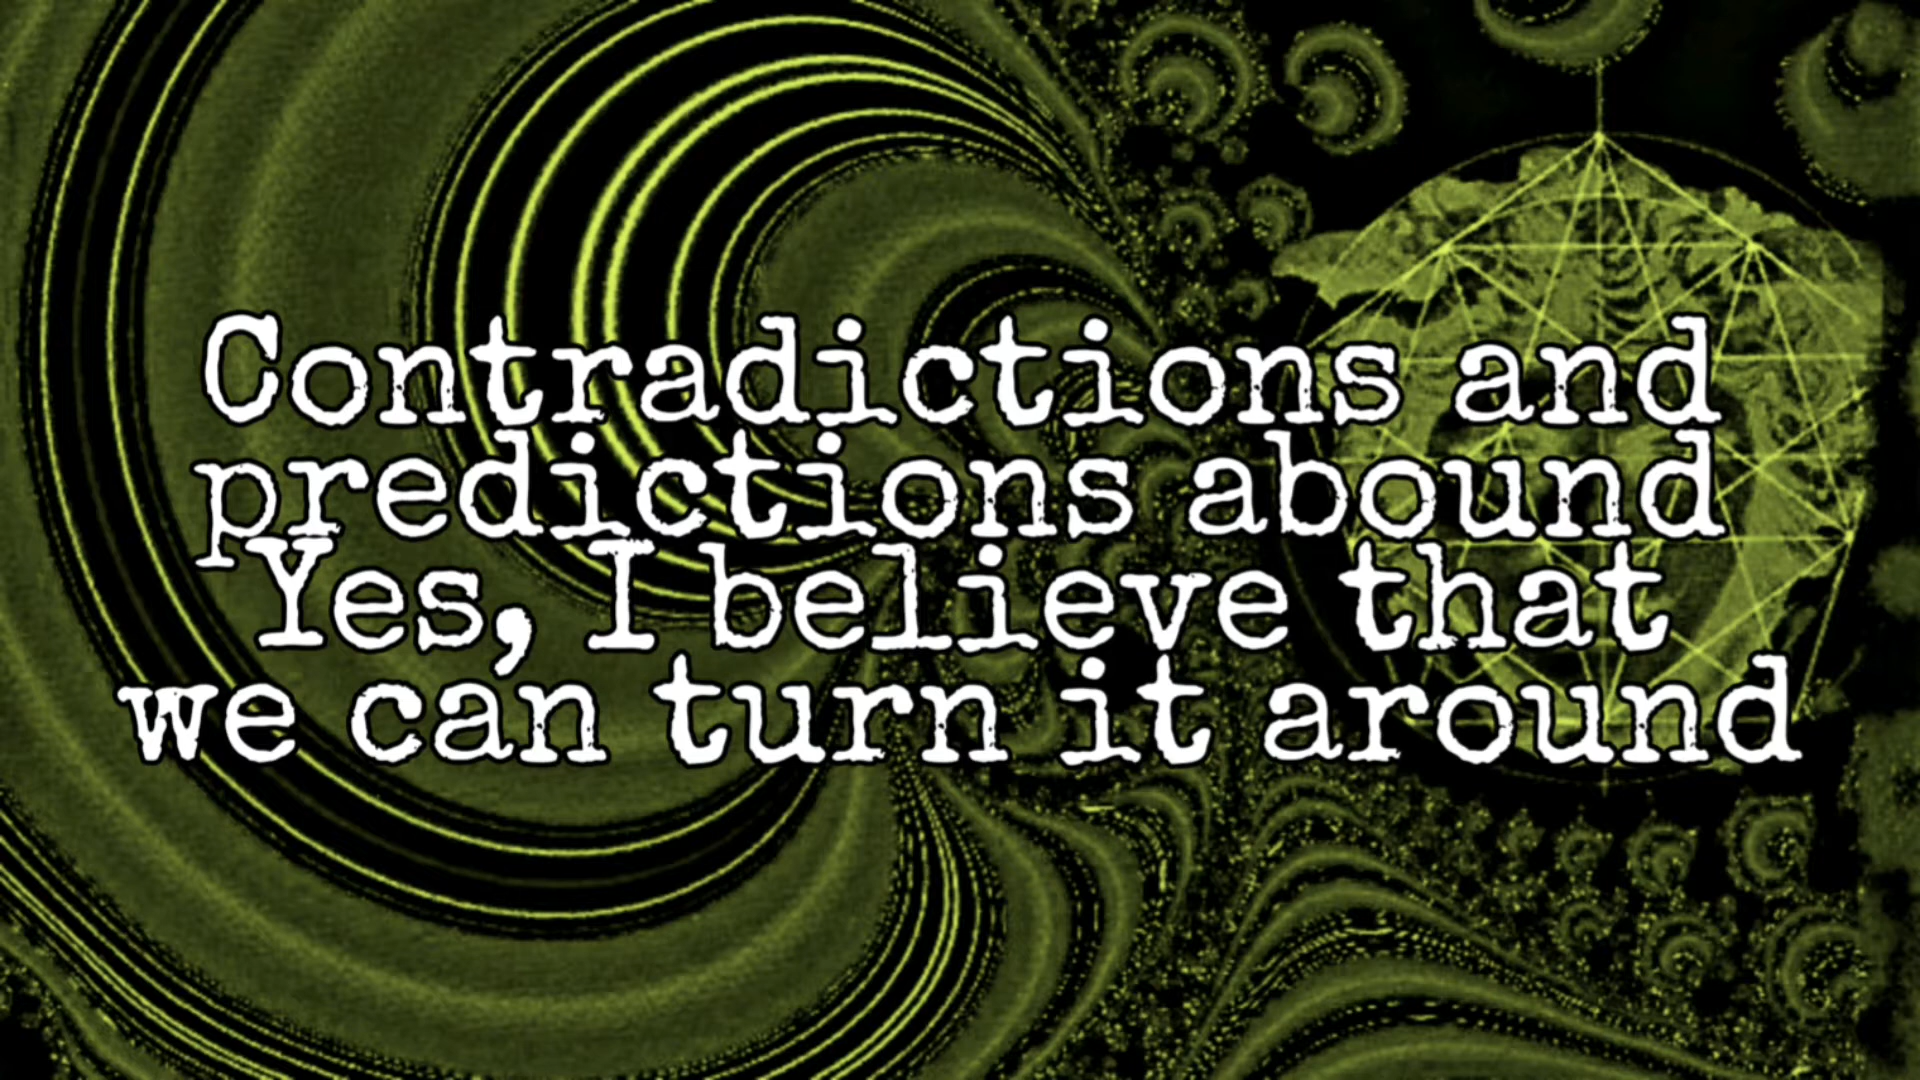 Contradictions and
predictions abound
Yes, I believe that
we can turn it around